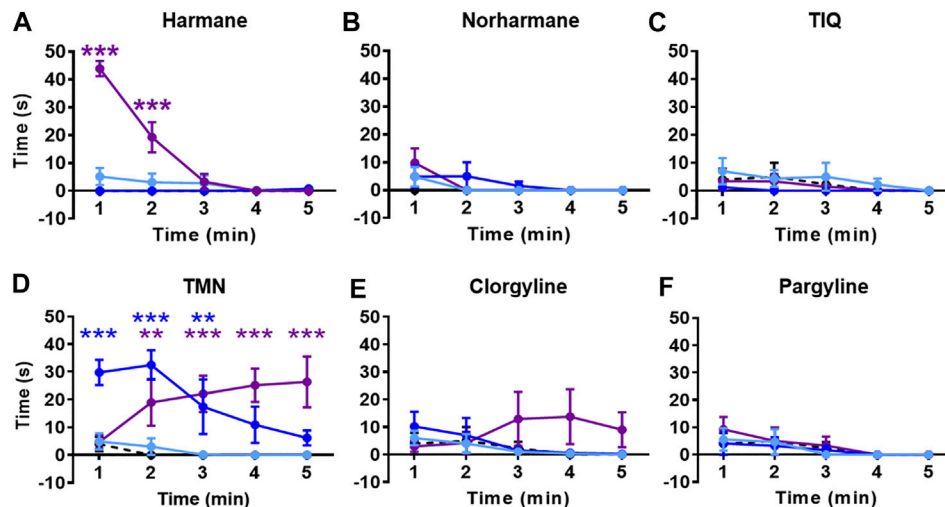 A Harmane
***
***
Time (s)
50
40
30
20
10
0
-10
1 2 3 4 5
Time (min)
B Norharmane
50
40
30
20
10
0
-10
1 2 3 4 5
Time (min)
C TIQ
50
40
30
20
10
0
-10
1 2 3 4 5
Time (min)
D TMN
*** ** 
*** ** *** *** ***
Time (s)
50
40
30
20
10
0
-10
1 2 3 4 5
Time (min)
E Clorgyline
50
40
30
20
10
0
-10
1 2 3 4 5
Time (min)
F Pargyline
50
40
30
20
10
0
-10
1 2 3 4 5
Time (min)